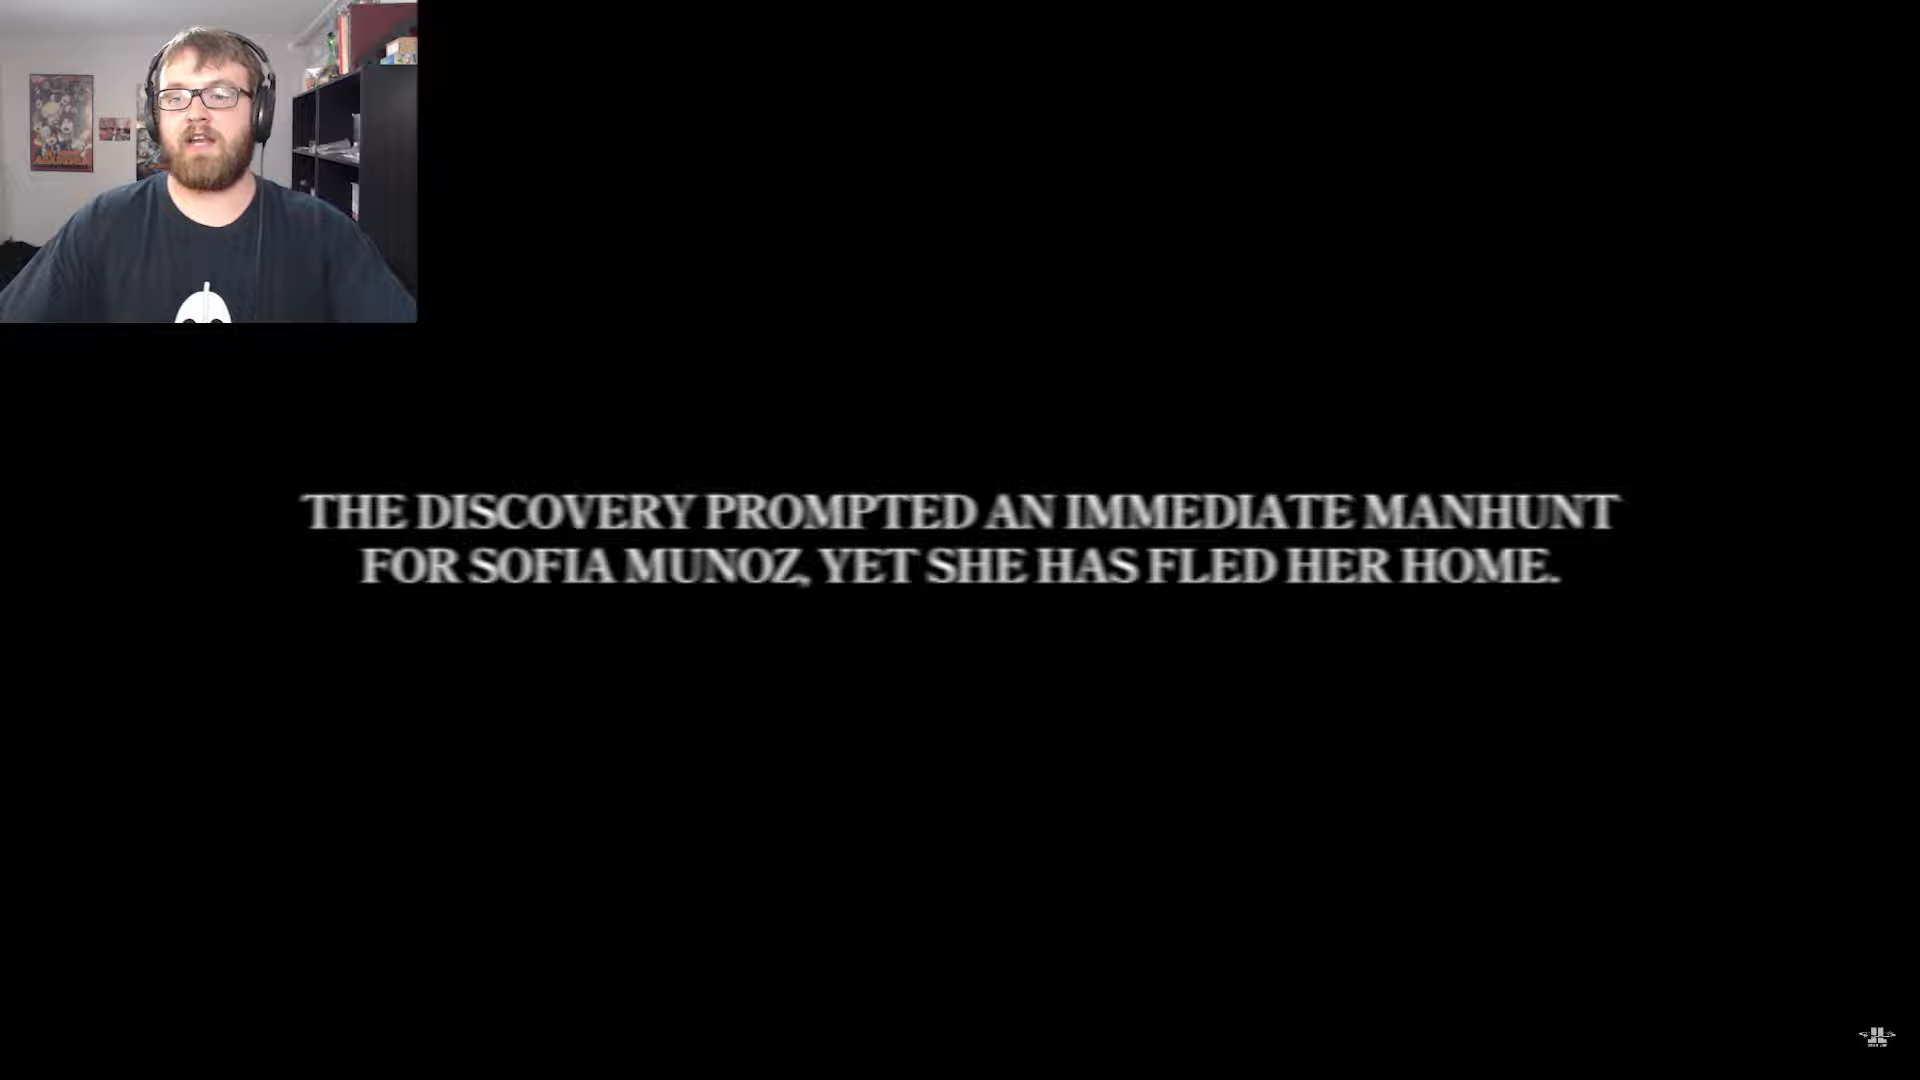 THE DISCOVERY PROMPTED AN IMMEDIATE MANHUNT
FOR SOFIA MUNOZ, YET SHE HAS FLED HER HOME.